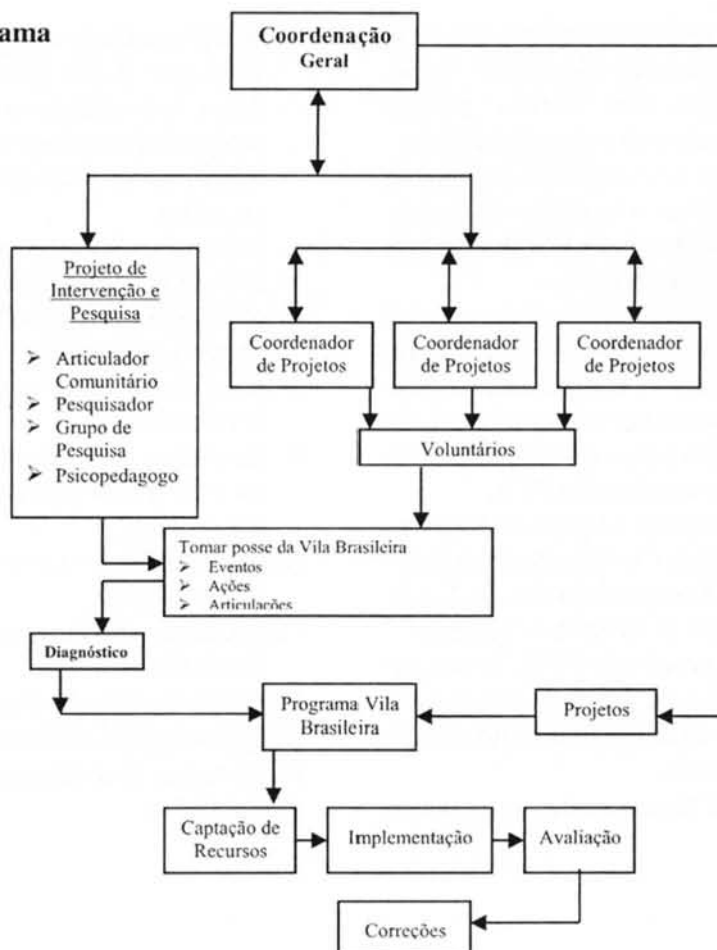 ama
Coordenação
Geral
Projeto de
Intervenção e
Pesquisa
➢ Articulador
Comunitário
➢ Pesquisador
➢ Grupo de
Pesquisa
➢ Psicopedagogo
Coordenador
de Projetos
Coordenador
de Projetos
Coordenador
de Projetos
Voluntários
Tomar posse da Vila Brasileira
➢ Eventos
➢ Ações
➢ Articulações
Diagnóstico
Programa Vila
Brasileira
Projetos
Captação de
Recursos
Implementação
Avaliação
Correções